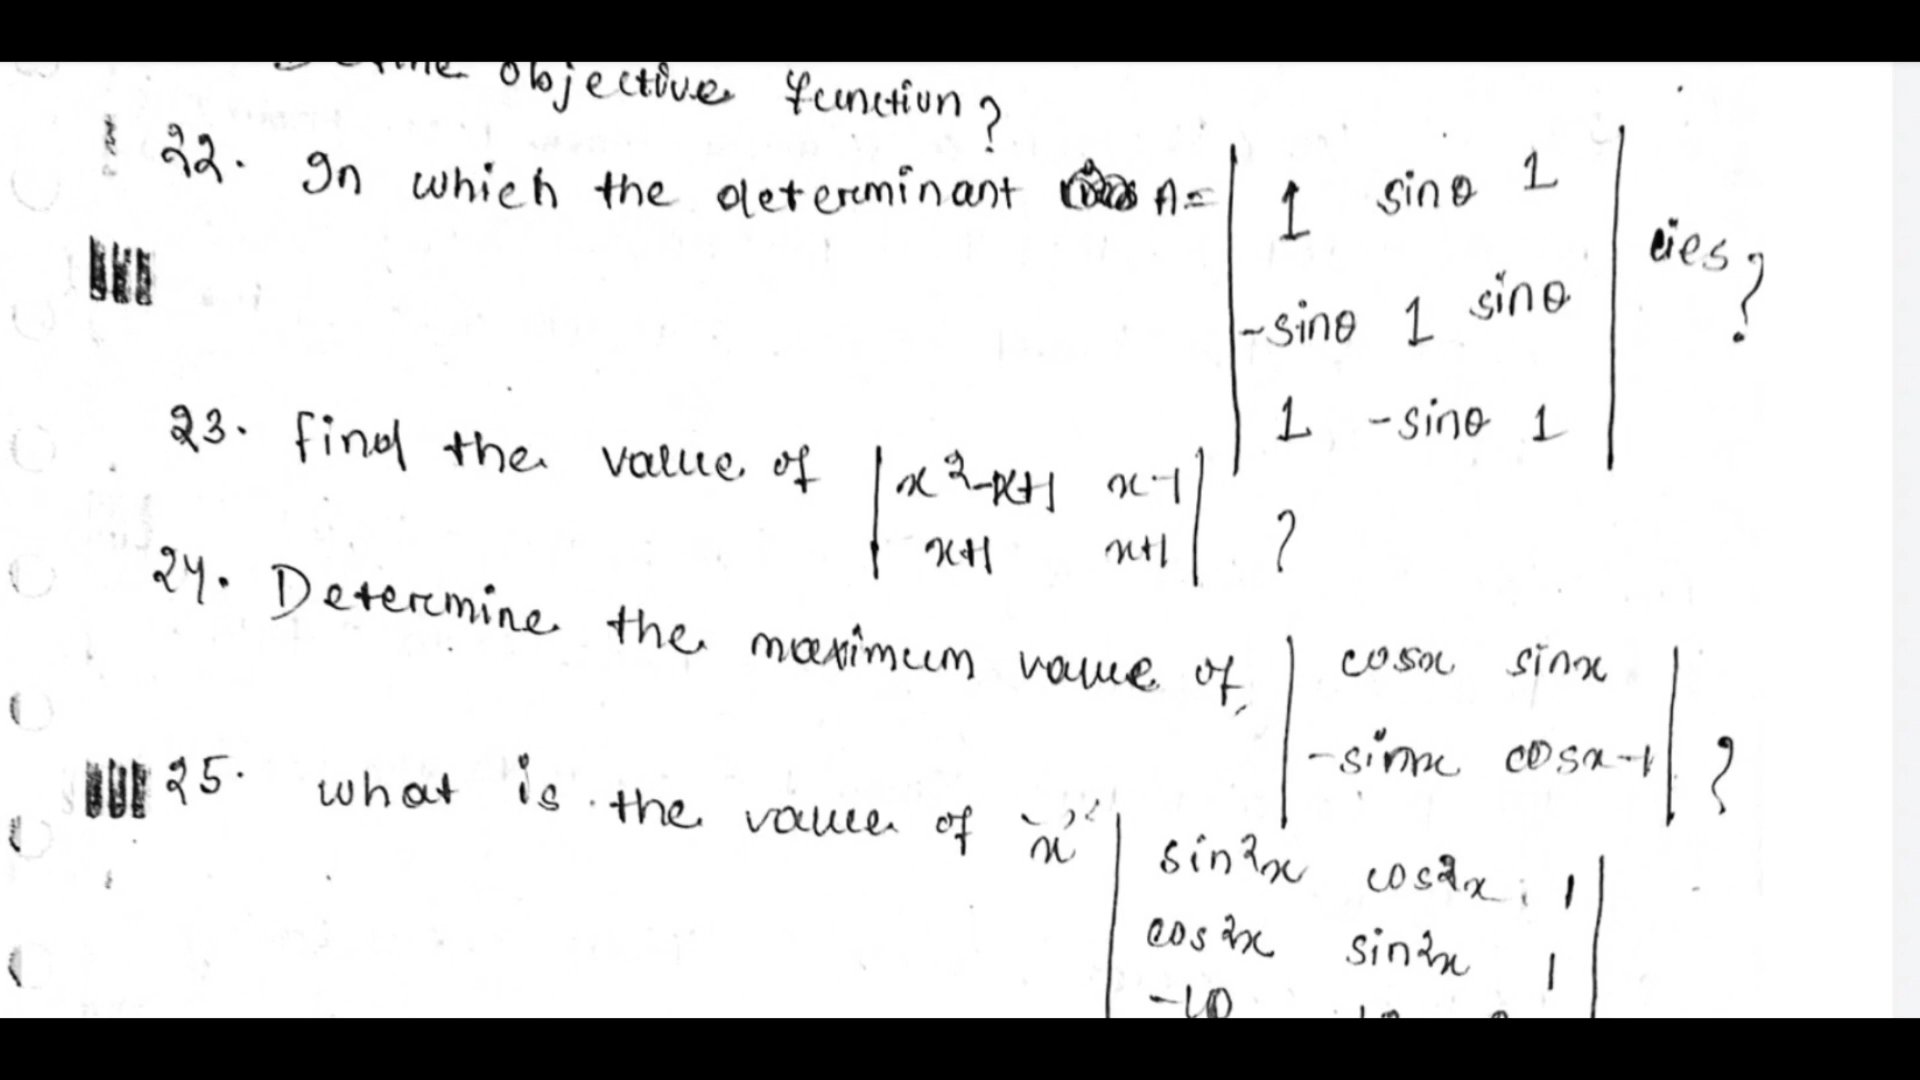 Define objective function?
22. In which the determinant A= | 1 sinθ 1 |
| -sinθ 1 sinθ | lies?
| 1 -sinθ 1 |
23. Find the value of | x²-x+1 x-1 |
| x+1 x+1 | ?
24. Determine the maximum value of | cosx sinx |
| -sinx cosx-1 | ?
25. what is the value of x | sin²x cos²x 1 |
| cos²x sin²x 1 |
| -10